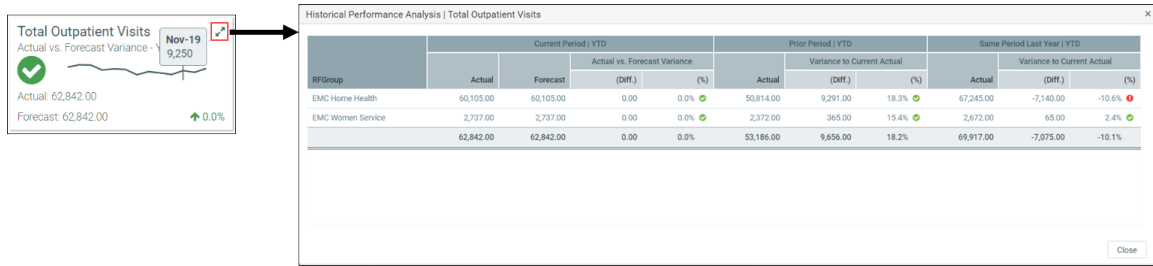 Total Outpatient Visits
Actual vs. Forecast Variance - Y
Nov-19
9,250
Actual: 62,842.00
Forecast: 62,842.00 0.0%
Historical Performance Analysis | Total Outpatient Visits ×
Current Period | YTD Prior Period | YTD Same Period Last Year | YTD
Actual vs. Forecast Variance Variance to Current Actual Variance to Current Actual
RFGroup Actual Forecast (Diff.) (%) Actual (Diff.) (%) Actual (Diff.) (%)
EMC Home Health 60,105.00 60,105.00 0.00 0.0% 50,814.00 9,291.00 18.3% 67,245.00 -7,140.00 -10.6%
EMC Women Service 2,737.00 2,737.00 0.00 0.0% 2,372.00 365.00 15.4% 2,672.00 65.00 2.4%
62,842.00 62,842.00 0.00 0.0% 53,186.00 9,656.00 18.2% 69,917.00 -7,075.00 -10.1%
Close